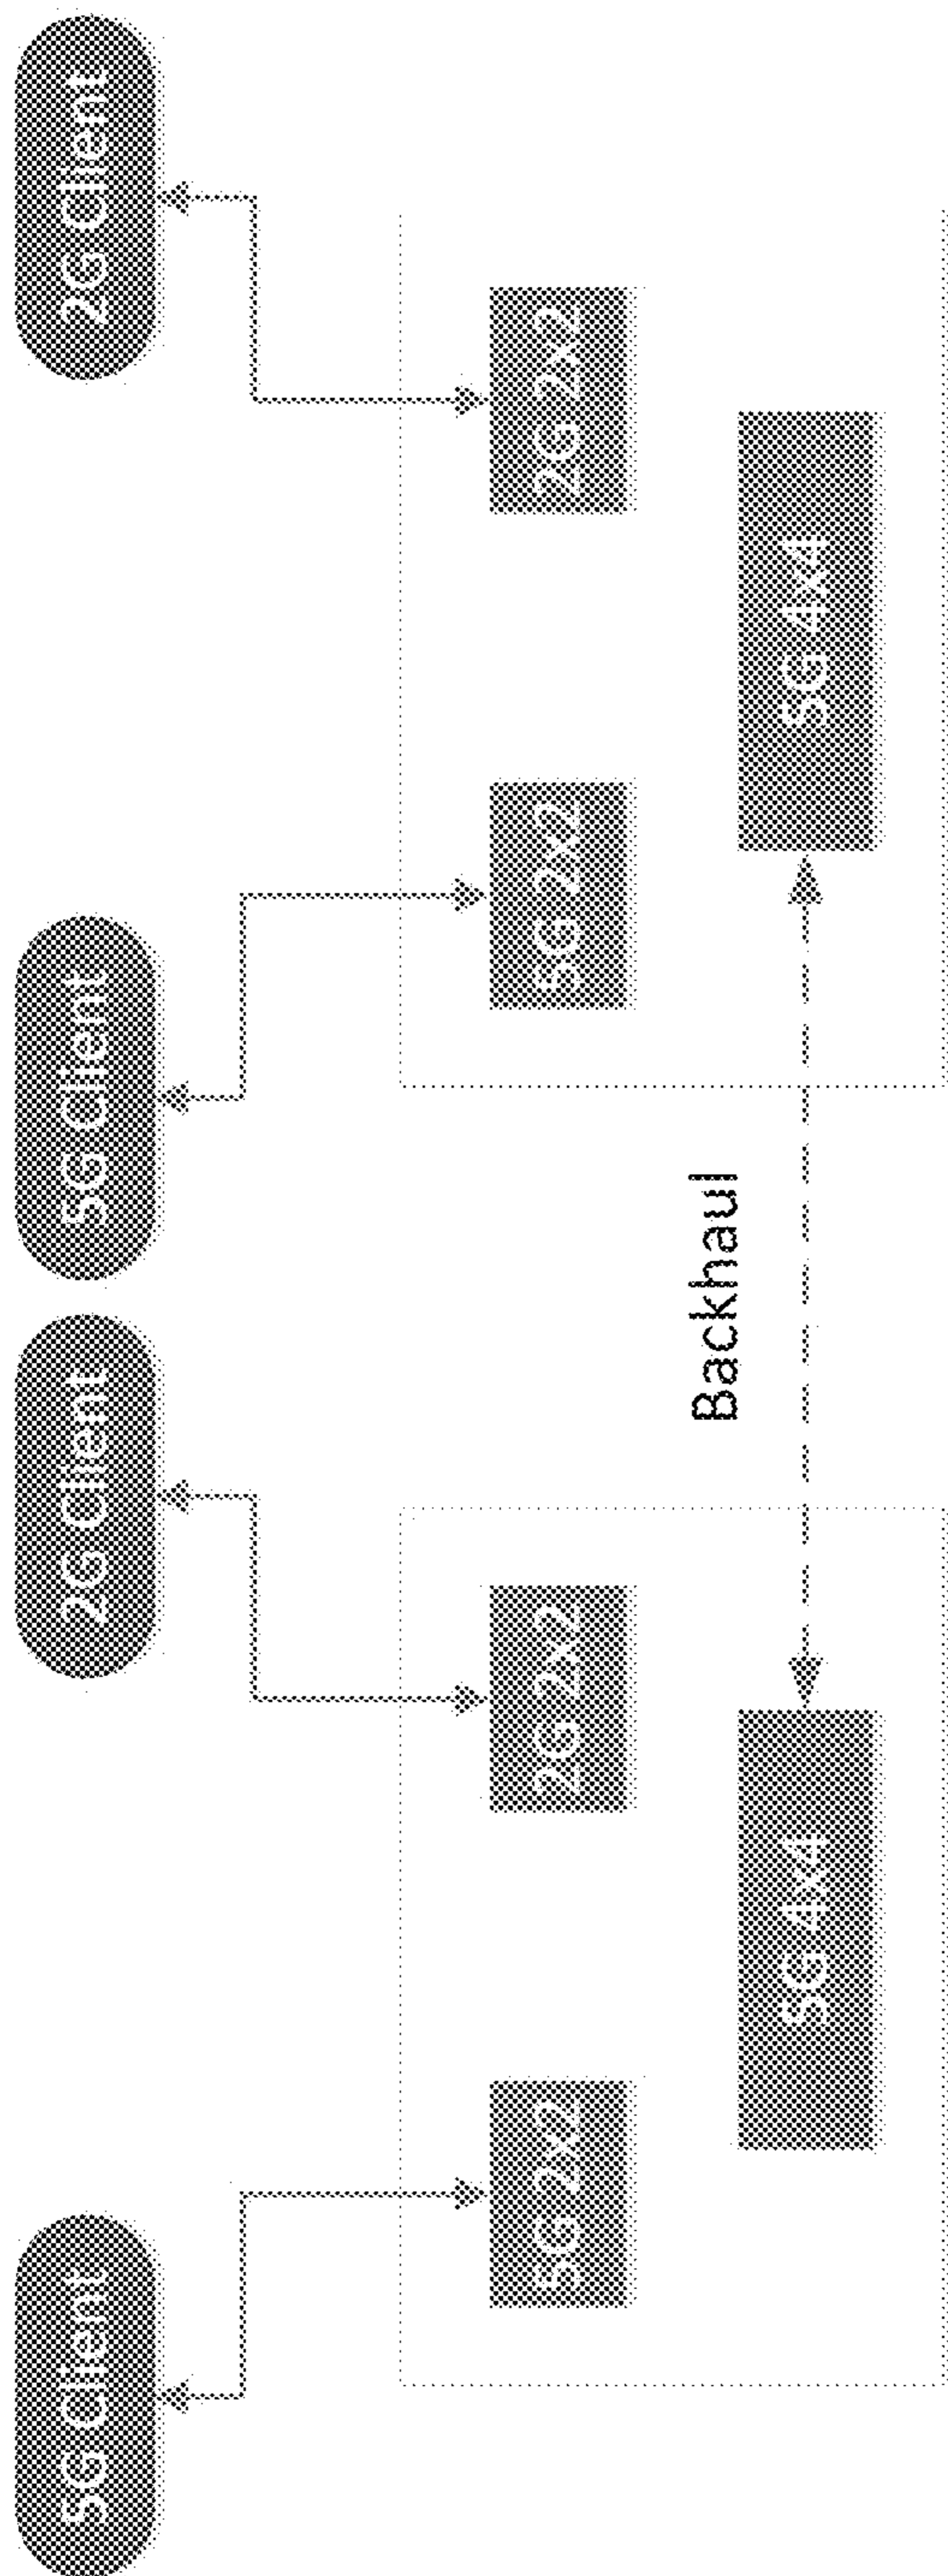 5G Client
2G Client
5G Client
2G Client
5G 2x2
2G 2x2
5G 2x2
2G 2x2
Backhaul
5G 4x4
5G 4x4